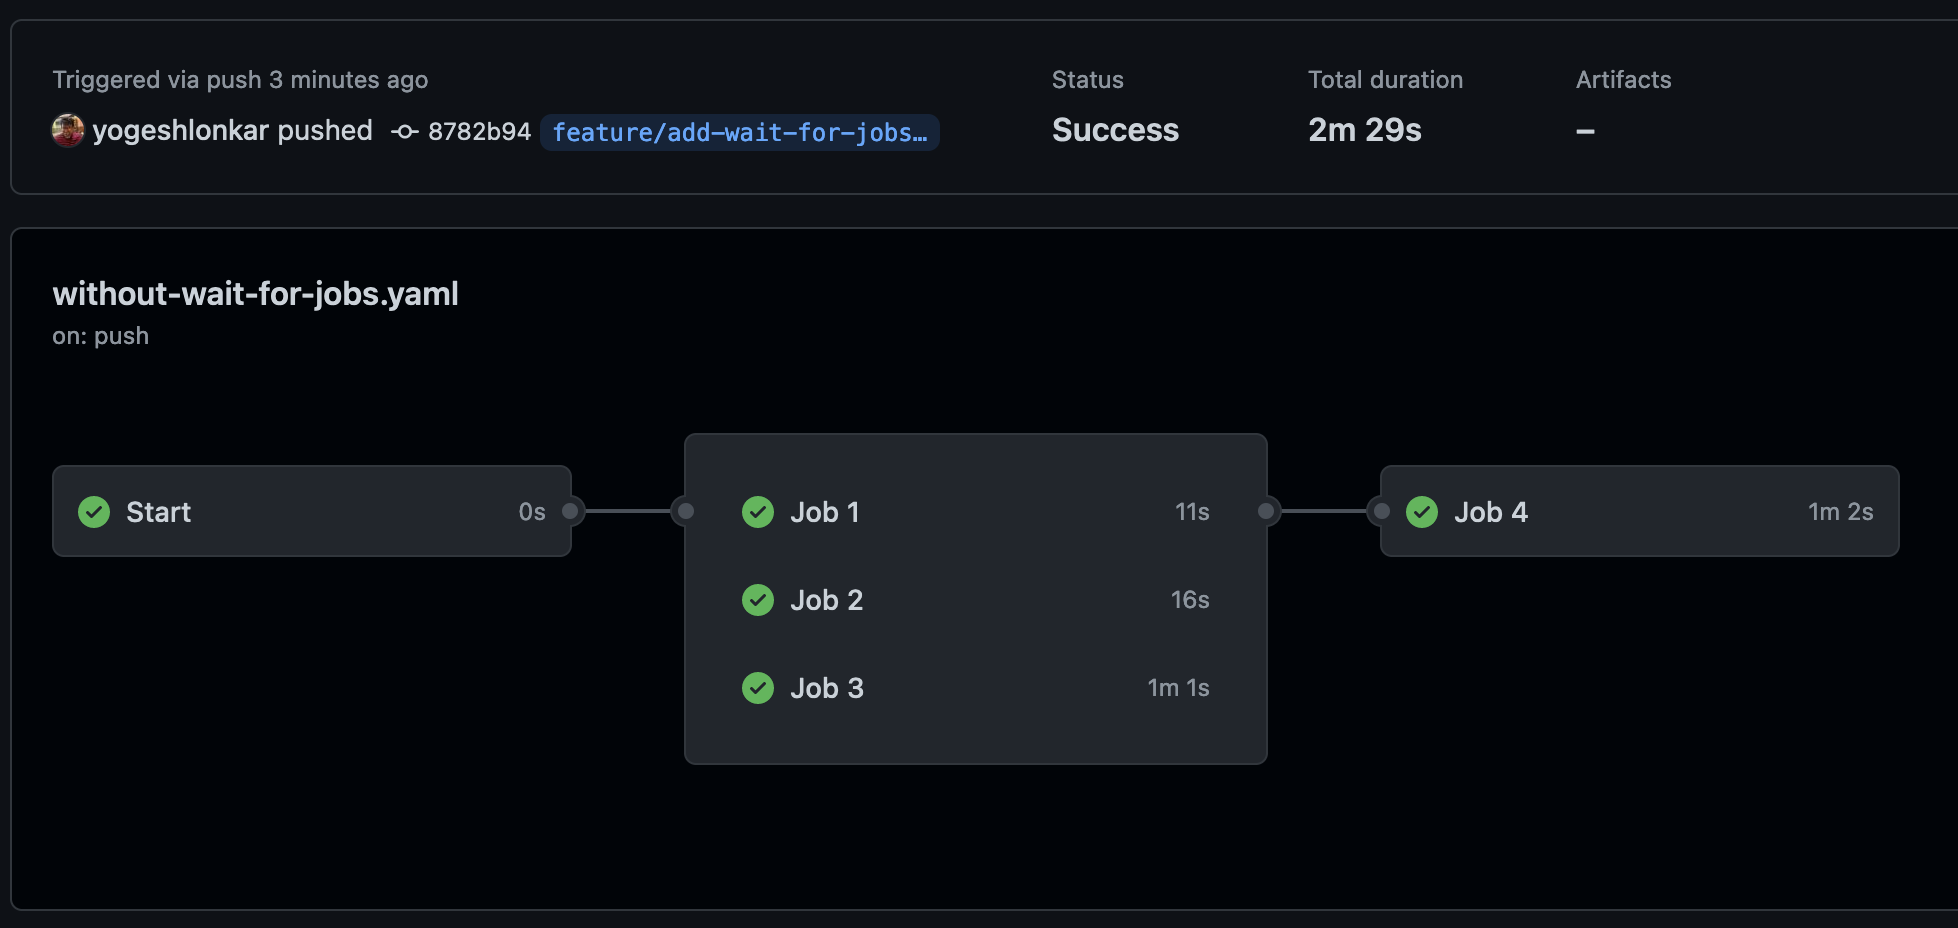 Triggered via push 3 minutes ago
yogeshlonkar pushed 8782b94 feature/add-wait-for-jobs…
Status
Success
Total duration
2m 29s
Artifacts
–
without-wait-for-jobs.yaml
on: push
Start 0s
Job 1 11s
Job 2 16s
Job 3 1m 1s
Job 4 1m 2s